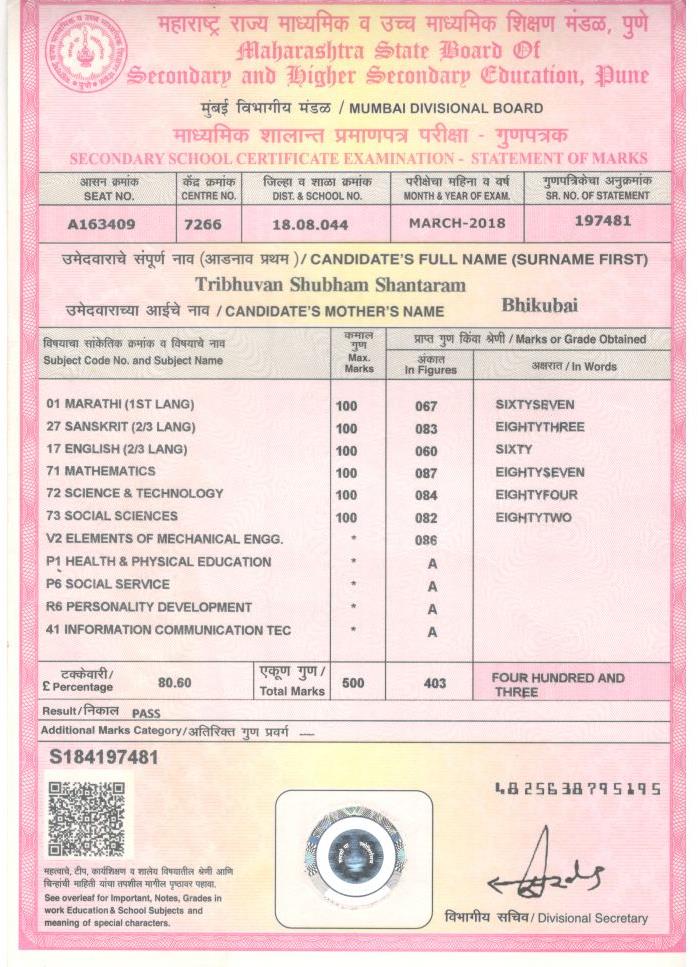 महाराष्ट्र राज्य माध्यमिक व उच्च माध्यमिक शिक्षण मंडळ, पुणे
Maharashtra State Board Of
Secondary and Higher Secondary Education, Pune
मुंबई विभागीय मंडळ / MUMBAI DIVISIONAL BOARD
माध्यमिक शालान्त प्रमाणपत्र परीक्षा - गुणपत्रक
SECONDARY SCHOOL CERTIFICATE EXAMINATION - STATEMENT OF MARKS
आसन क्रमांक केंद्र क्रमांक जिल्हा व शाळा क्रमांक परीक्षेचा महिना व वर्ष गुणपत्रिकेचा अनुक्रमांक
SEAT NO. CENTRE NO. DIST. & SCHOOL NO. MONTH & YEAR OF EXAM. SR. NO. OF STATEMENT
A163409 7266 18.08.044 MARCH-2018 197481
उमेदवाराचे संपूर्ण नाव (आडनाव प्रथम) / CANDIDATE'S FULL NAME (SURNAME FIRST)
Tribhuvan Shubham Shantaram
उमेदवाराच्या आईचे नाव / CANDIDATE'S MOTHER'S NAME Bhikubai
विषयाचा सांकेतिक क्रमांक व विषयाचे नाव
Subject Code No. and Subject Name
कमाल
गुण
Max.
Marks
प्राप्त गुण किंवा श्रेणी / Marks or Grade Obtained
अंकात
In Figures
अक्षरात / In Words
01 MARATHI (1ST LANG) 100 067 SIXTYSEVEN
27 SANSKRIT (2/3 LANG) 100 083 EIGHTYTHREE
17 ENGLISH (2/3 LANG) 100 060 SIXTY
71 MATHEMATICS 100 087 EIGHTYSEVEN
72 SCIENCE & TECHNOLOGY 100 084 EIGHTYFOUR
73 SOCIAL SCIENCES 100 082 EIGHTYTWO
V2 ELEMENTS OF MECHANICAL ENGG. * 086
P1 HEALTH & PHYSICAL EDUCATION * A
P6 SOCIAL SERVICE * A
R6 PERSONALITY DEVELOPMENT * A
41 INFORMATION COMMUNICATION TEC * A
टक्केवारी/
£ Percentage 80.60
एकूण गुण /
Total Marks 500 403 FOUR HUNDRED AND
THREE
Result/निकाल PASS
Additional Marks Category/अतिरिक्त गुण प्रवर्ग ---
S184197481
4825638795195
महत्वाचे, टीप, कार्यशिक्षण व शालेय विषयातील श्रेणी आणि
चिन्हांची माहिती यांचा तपशील मागील पृष्ठावर पहावा.
See overleaf for Important, Notes, Grades in
work Education & School Subjects and
meaning of special characters.
विभागीय सचिव / Divisional Secretary